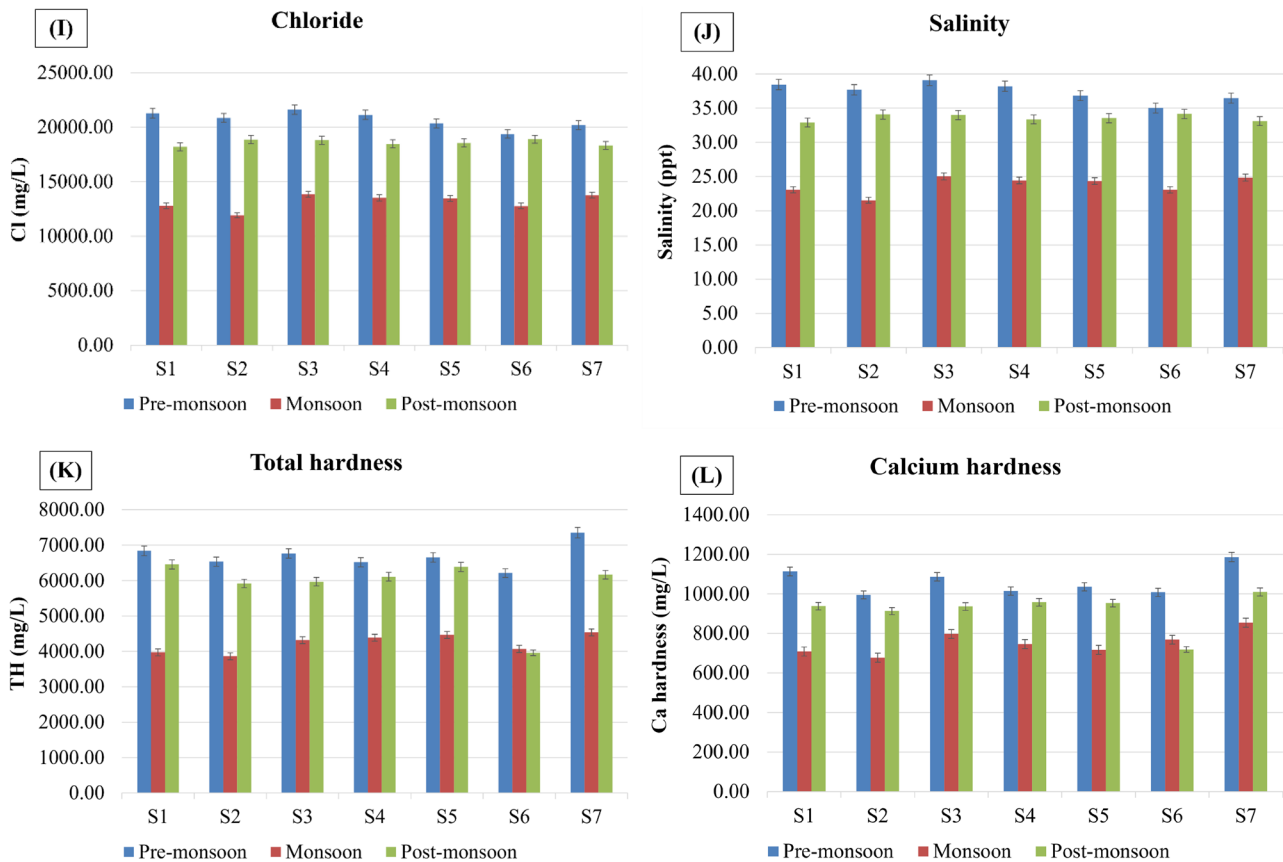 (I)
Chloride
Cl (mg/L)
25000.00
20000.00
15000.00
10000.00
5000.00
0.00
S1 S2 S3 S4 S5 S6 S7
Pre-monsoon Monsoon Post-monsoon
(J)
Salinity
Salinity (ppt)
40.00
35.00
30.00
25.00
20.00
15.00
10.00
5.00
0.00
S1 S2 S3 S4 S5 S6 S7
Pre-monsoon Monsoon Post-monsoon
(K)
Total hardness
TH (mg/L)
8000.00
7000.00
6000.00
5000.00
4000.00
3000.00
2000.00
1000.00
0.00
S1 S2 S3 S4 S5 S6 S7
Pre-monsoon Monsoon Post-monsoon
(L)
Calcium hardness
Ca hardness (mg/L)
1400.00
1200.00
1000.00
800.00
600.00
400.00
200.00
0.00
S1 S2 S3 S4 S5 S6 S7
Pre-monsoon Monsoon Post-monsoon